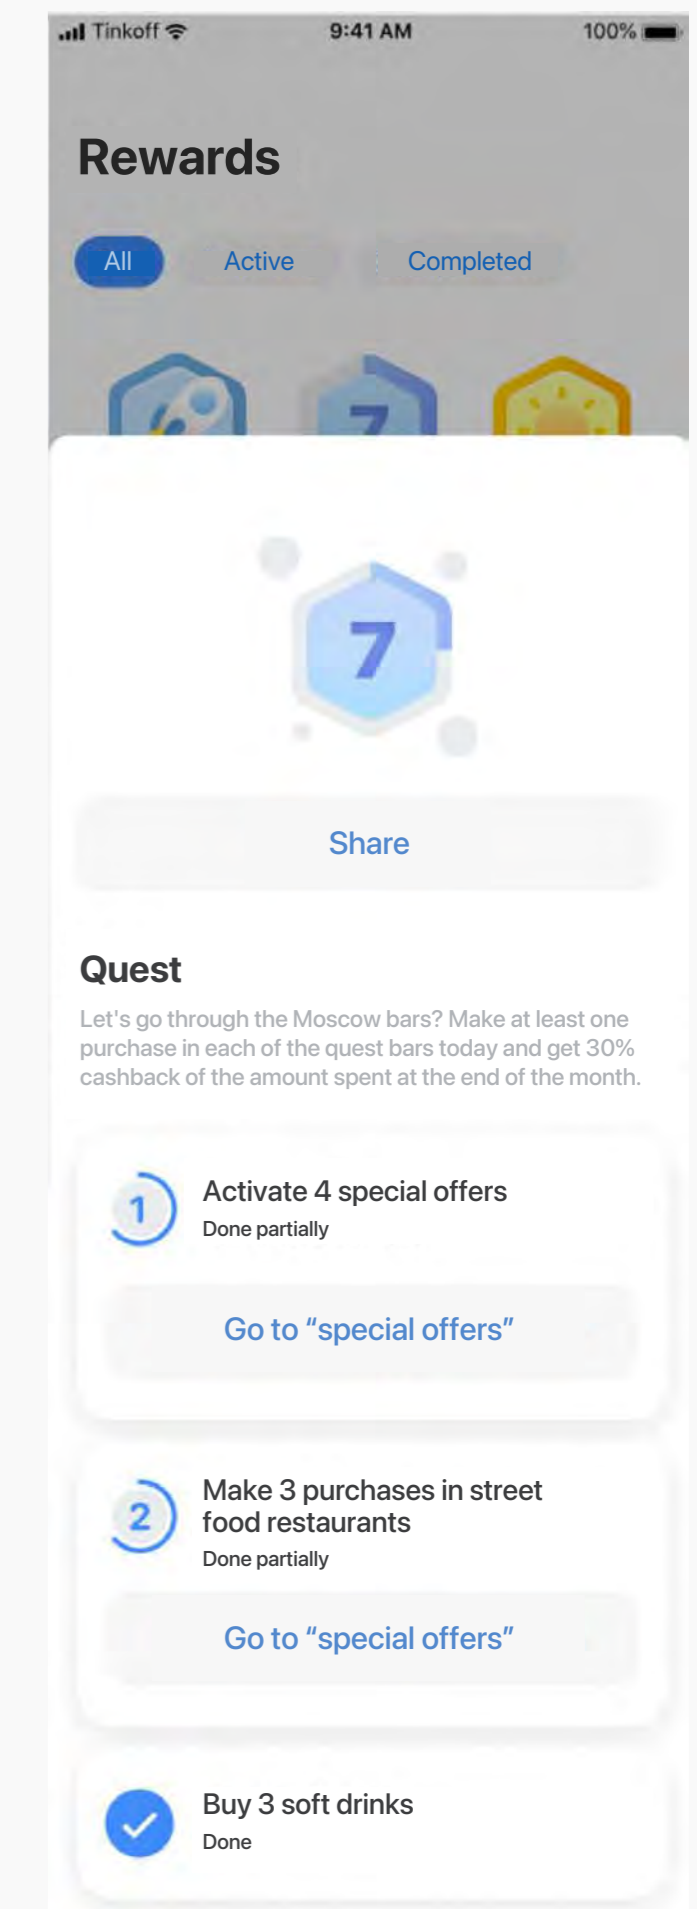 Tinkoff 9:41 AM 100%
Rewards
All Active Completed
7
7
Share
Quest
Let's go through the Moscow bars? Make at least one
purchase in each of the quest bars today and get 30%
cashback of the amount spent at the end of the month.
1 Activate 4 special offers
Done partially
Go to “special offers”
2 Make 3 purchases in street
food restaurants
Done partially
Go to “special offers”
Buy 3 soft drinks
Done